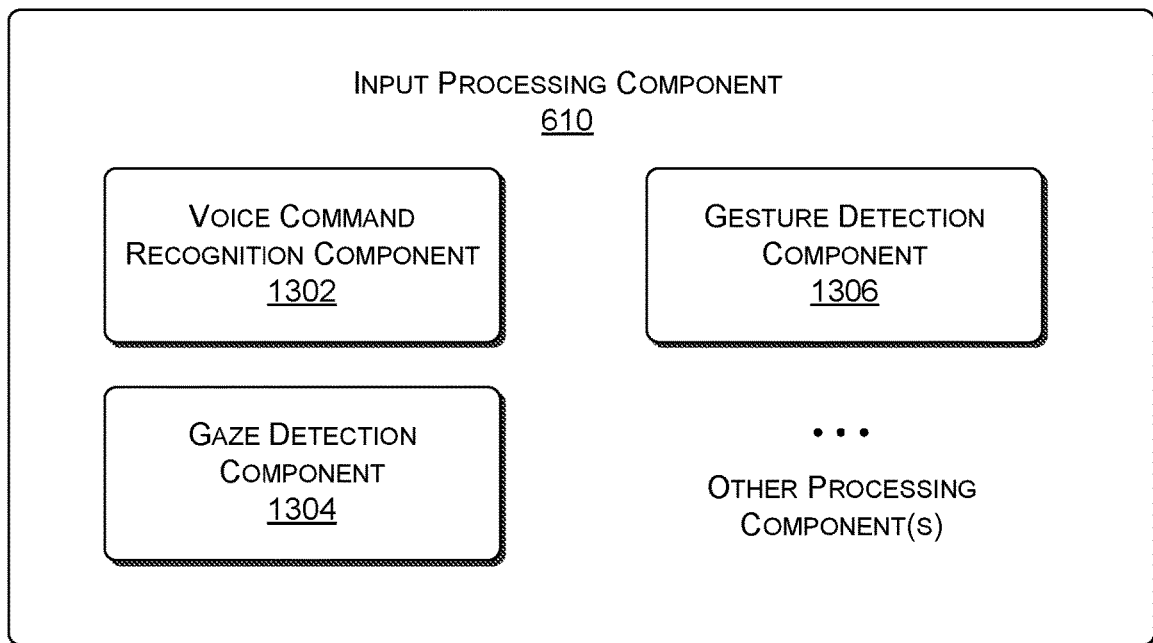 INPUT PROCESSING COMPONENT
610
VOICE COMMAND
RECOGNITION COMPONENT
1302
GESTURE DETECTION
COMPONENT
1306
GAZE DETECTION
COMPONENT
1304
• • •
OTHER PROCESSING
COMPONENT(S)